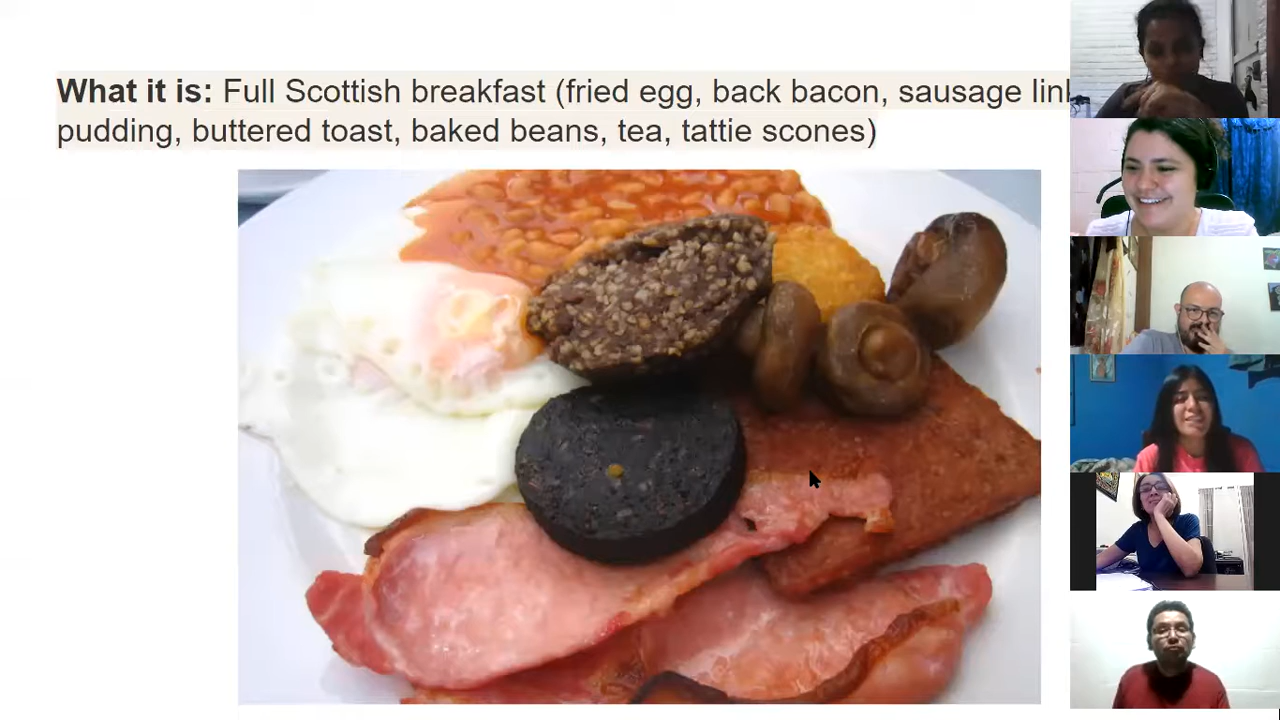 What it is: Full Scottish breakfast (fried egg, back bacon, sausage
pudding, buttered toast, baked beans, tea, tattie scones)